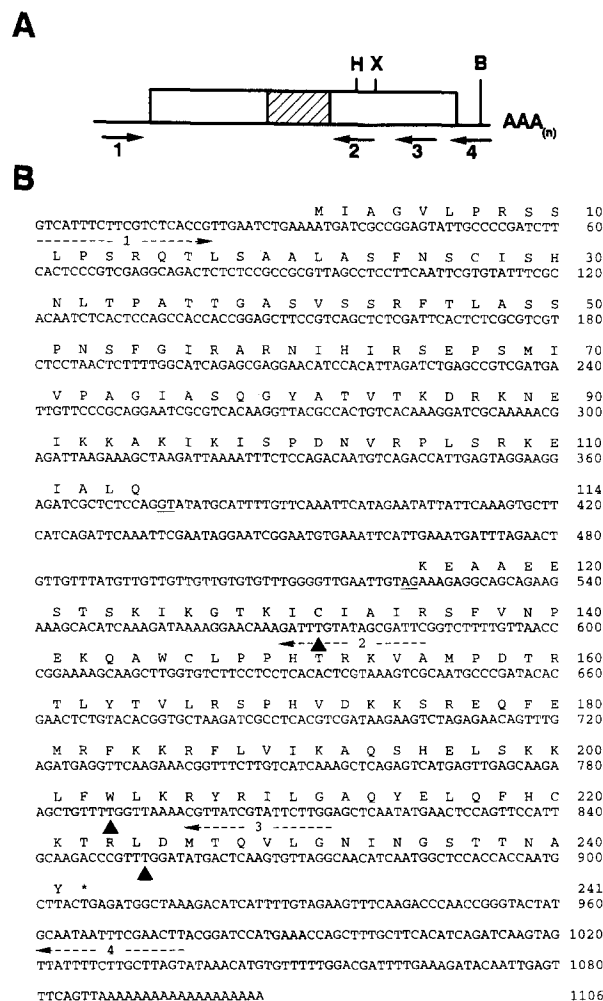 A
H X B
AAA(n)
1 2 3 4
B
M I A G V L P R S S 10
GTCATTTCTTCGTCTCACCGTTGAATCTGAAAATGATCGCCGGAGTATTGCCCCGATCTT 60
1
L P S R Q T L S A A L A S F N S C I S H 30
CACTCCCGTCGAGGCAGACTCTCTCCGCCGCGTTAGCCTCCTTCAATTCGTGTATTTCGC 120
N L T P A T T G A S V S S R F T L A S S 50
ACAATCTCACTCCAGCCACCACCGGAGCTTCCGTCAGCTCTCGATTCACTCTCGCGTCGT 180
P N S F G I R A R N I H I R S E P S M I 70
CTCCTAACTCTTTTGGCATCAGAGCGAGGAACATCCACATTAGATCTGAGCCGTCGATGA 240
V P A G I A S Q G Y A T V T K D R K N E 90
TTGTTCCCGCAGGAATCGCGTCACAAGGTTACGCCACTGTCACAAAGGATCGCAAAAACG 300
I K K A K I K I S P D N V R P L S R K E 110
AGATTAAGAAAGCTAAGATTAAAATTTCTCCAGACAATGTCAGACCATTGAGTAGGAAGG 360
I A L Q 114
AGATCGCTCTCCAGGTATATGCATTTTGTTCAAATTCATAGAATATTATTCAAAGTGCTT 420
CATCAGATTCAAATTCGAATAGGAATCGGAATGTGAAATTCATTGAAATGATTTAGAACT 480
K E A A E E 120
GTTGTTTATGTTGTTGTTGTTGTGTGTTTGGGGTTGAATTGTAGAAAGAGGCAGCAGAAG 540
S T S K I K G T K I C I A I R S F V N P 140
AAAGCACATCAAAGATAAAAGGAACAAAGATTTGTATAGCGATTCGGTCTTTTGTTAACC 600
2
E K Q A W C L P P H T R K V A M P D T R 160
CGGAAAAGCAAGCTTGGTGTCTTCCTCCTCACACTCGTAAAGTCGCAATGCCCGATACAC 660
T L Y T V L R S P H V D K K S R E Q F E 180
GAACTCTGTACACGGTGCTAAGATCGCCTCACGTCGATAAGAAGTCTAGAGAACAGTTTG 720
M R F K K R F L V I K A Q S H E L S K K 200
AGATGAGGTTCAAGAAACGGTTTCTTGTCATCAAAGCTCAGAGTCATGAGTTGAGCAAGA 780
L F W L K R Y R I L G A Q Y E L Q F H C 220
AGCTGTTTTGGTTAAAACGTTATCGTATTCTTGGAGCTCAATATGAACTCCAGTTCCATT 840
3
K T R L D M T Q V L G N I N G S T T N A 240
GCAAGACCCGTTTGGATATGACTCAAGTGTTAGGCAACATCAATGGCTCCACCACCAATG 900
Y * 241
CTTACTGAGATGGCTAAAGACATCATTTTGTAGAAGTTTCAAGACCCAACCGGGTACTAT 960
GCAATAATTTCGAACTTACGGATCCATGAAACCAGCTTTGCTTCACATCAGATCAAGTAG 1020
4
TTATTTTCTTGCTTAGTATAAACATGTGTTTTTGGACGATTTTGAAAGATACAATTGAGT 1080
TTCAGTTAAAAAAAAAAAAAAAAAAA 1106